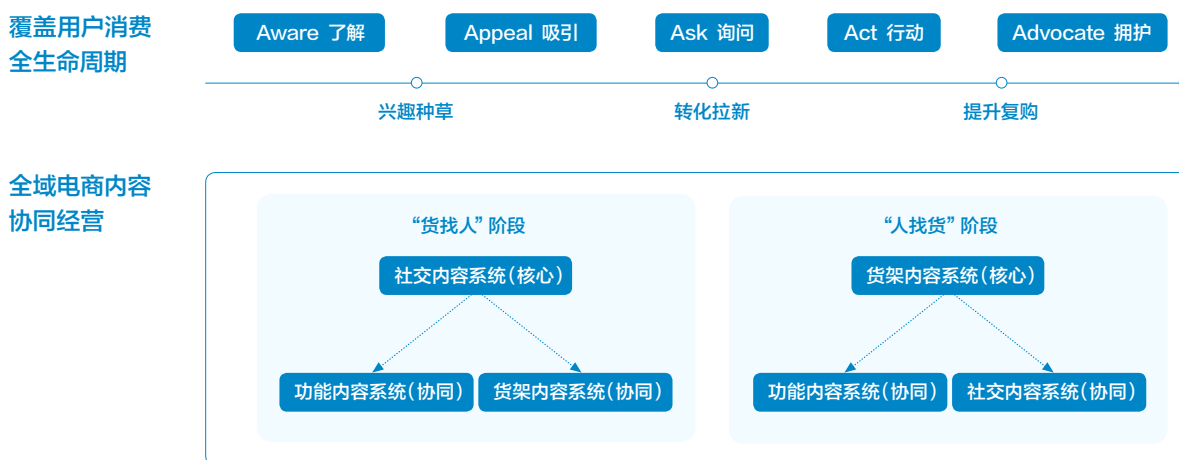 覆盖用户消费
全生命周期
Aware 了解
Appeal 吸引
Ask 询问
Act 行动
Advocate 拥护
兴趣种草
转化拉新
提升复购
全域电商内容
协同经营
“货找人”阶段
社交内容系统(核心)
功能内容系统(协同)
货架内容系统(协同)
“人找货”阶段
货架内容系统(核心)
功能内容系统(协同)
社交内容系统(协同)